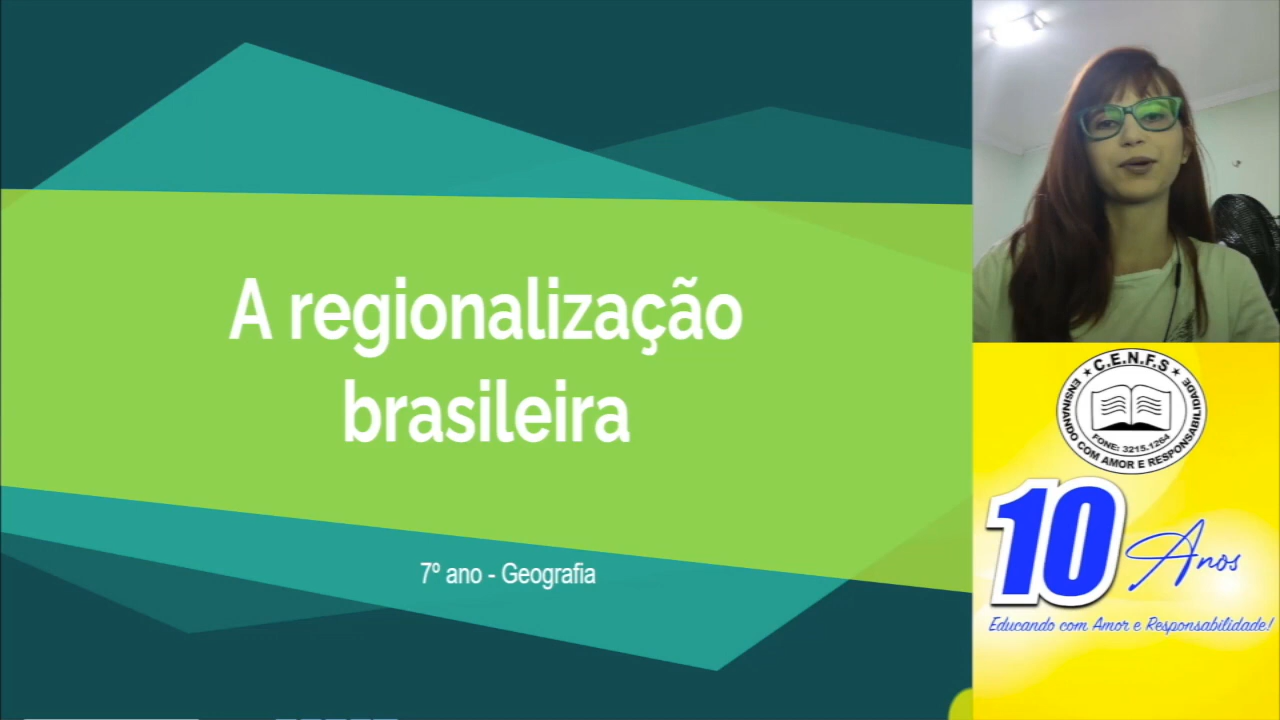 A regionalização
brasileira
7º ano - Geografia
★ C.E.N.F.S ★
ENSINANDO COM AMOR E RESPONSABILIDADE
FONE: 3215.1264
10 Anos
Educando com Amor e Responsabilidade!